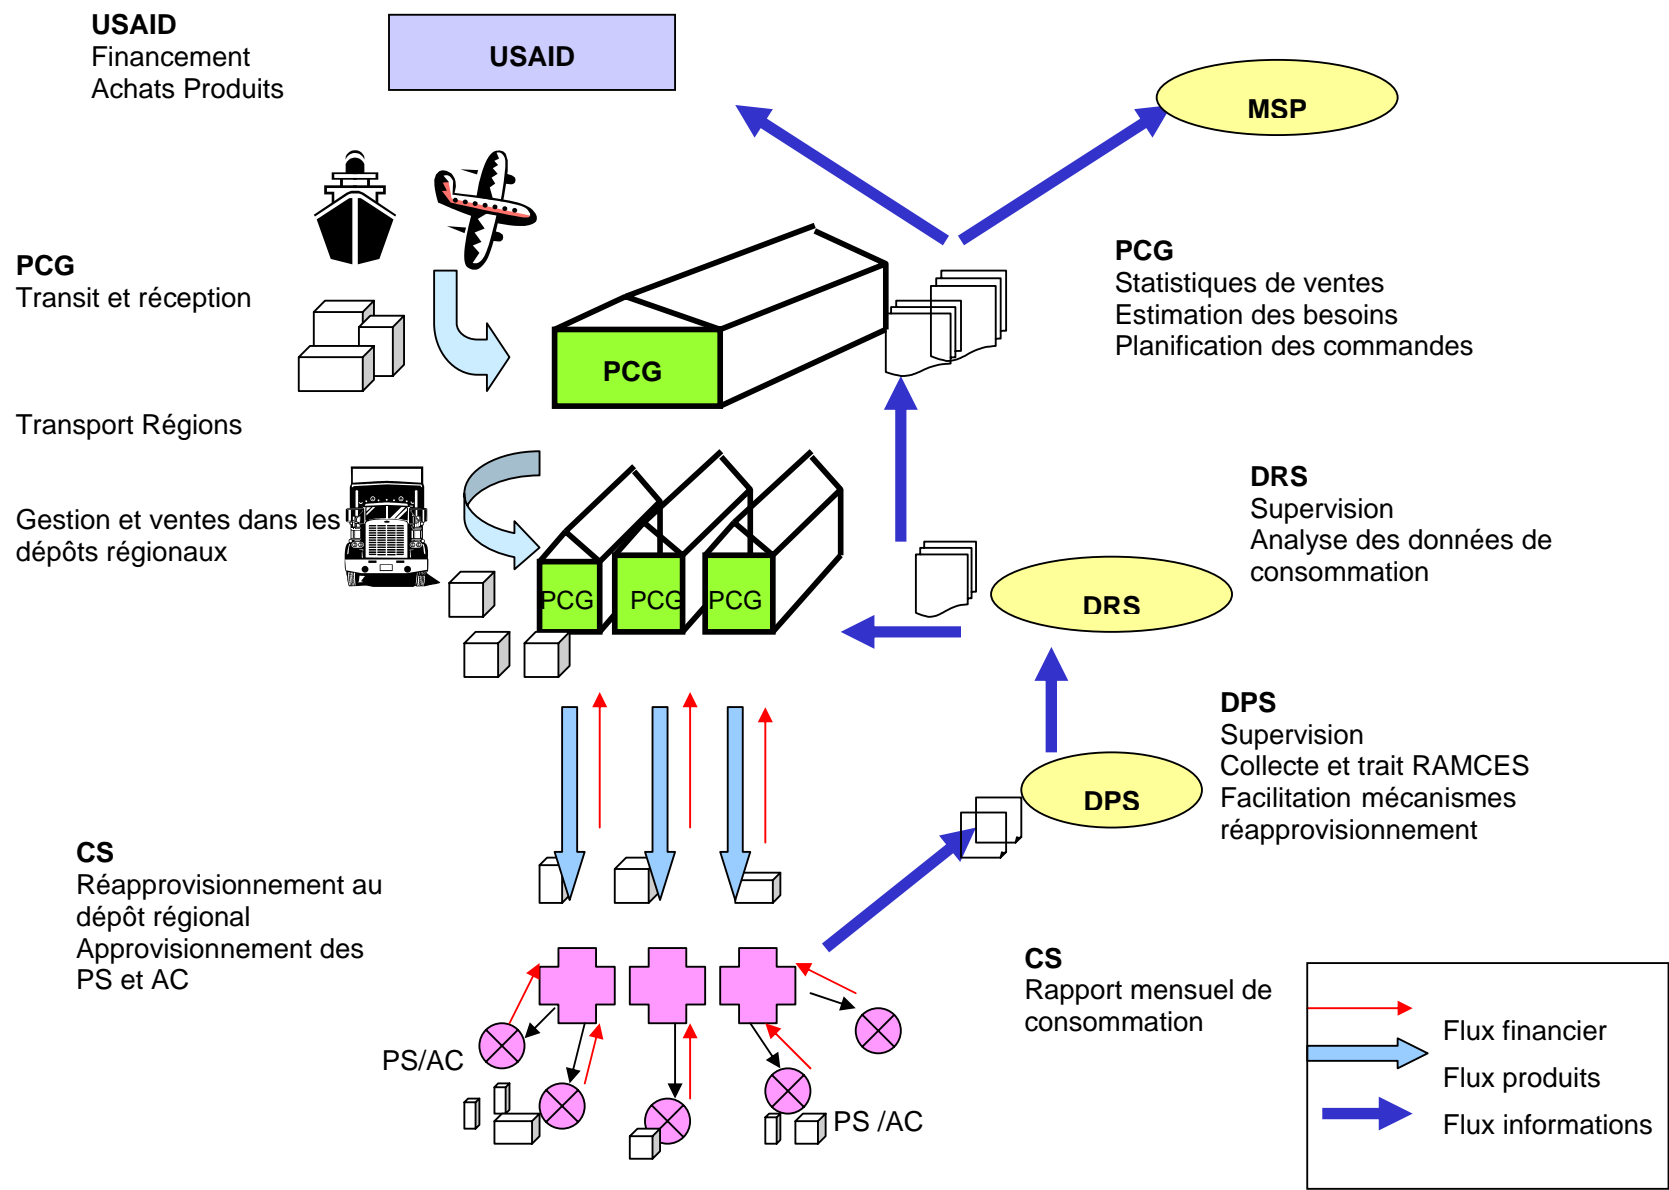 USAID
Financement
Achats Produits
USAID
MSP
PCG
Transit et réception
PCG
Statistiques de ventes
Estimation des besoins
Planification des commandes
PCG
Transport Régions
Gestion et ventes dans les
dépôts régionaux
DRS
Supervision
Analyse des données de
consommation
PCG
PCG
PCG
DRS
DPS
Supervision
Collecte et trait RAMCES
Facilitation mécanismes
réapprovisionnement
DPS
CS
Réapprovisionnement au
dépôt régional
Approvisionnement des
PS et AC
CS
Rapport mensuel de
consommation
PS/AC
PS /AC
Flux financier
Flux produits
Flux informations